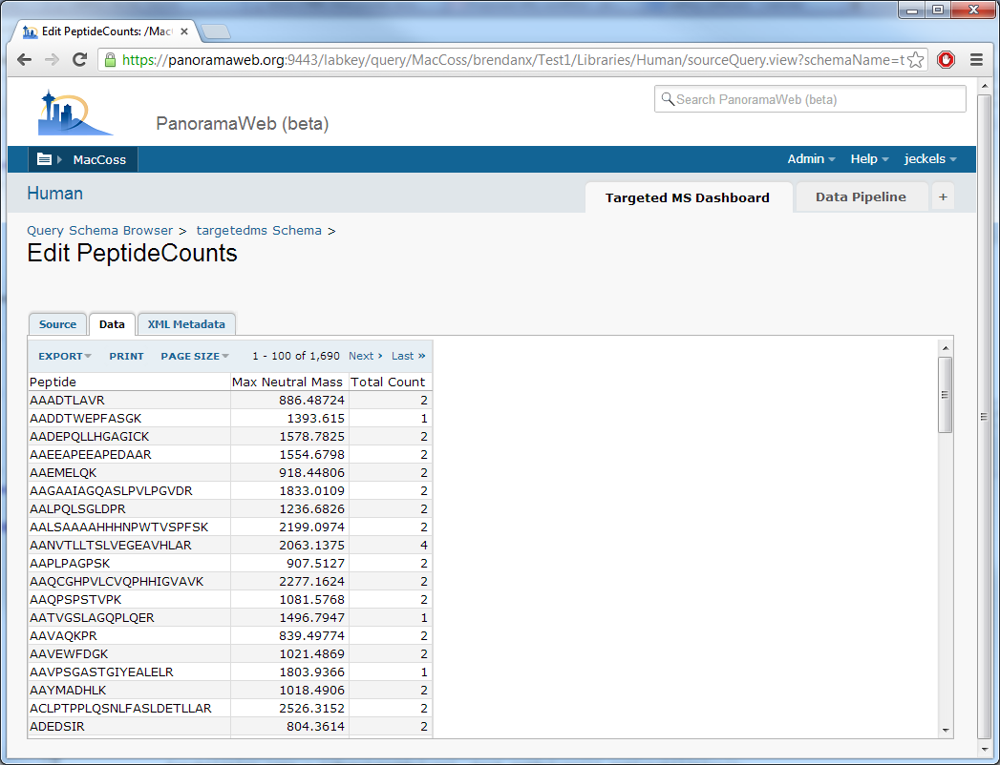 Edit PeptideCounts: /Mac
https://panoramaweb.org:9443/labkey/query/MacCoss/brendanx/Test1/Libraries/Human/sourceQuery.view?schemaName=t
PanoramaWeb (beta)
Search PanoramaWeb (beta)
MacCoss Admin Help jeckels
Human Targeted MS Dashboard Data Pipeline +
Query Schema Browser > targetedms Schema >
Edit PeptideCounts
Source Data XML Metadata
EXPORT PRINT PAGE SIZE 1 - 100 of 1,690 Next › Last »
Peptide Max Neutral Mass Total Count
AAADTLAVR 886.48724 2
AADDTWEPFASGK 1393.615 1
AADEPQLLHGAGICK 1578.7825 2
AAEEAPEEAPEDAAR 1554.6798 2
AAEMELQK 918.44806 2
AAGAAIAGQASLPVLPGVDR 1833.0109 2
AALPQLSGLDPR 1236.6826 2
AALSAAAAHHHNPWTVSPFSK 2199.0974 2
AANVTLLTSLVEGEAVHLAR 2063.1375 4
AAPLPAGPSK 907.5127 2
AAQCGHPVLCVQPHHIGVAVK 2277.1624 2
AAQPSPSTVPK 1081.5768 2
AATVGSLAGQPLQER 1496.7947 1
AAVAQKPR 839.49774 2
AAVEWFDGK 1021.4869 2
AAVPSGASTGIYEALELR 1803.9366 1
AAYMADHLK 1018.4906 2
ACLPTPPLQSNLFASLDETLLAR 2526.3152 2
ADEDSIR 804.3614 2